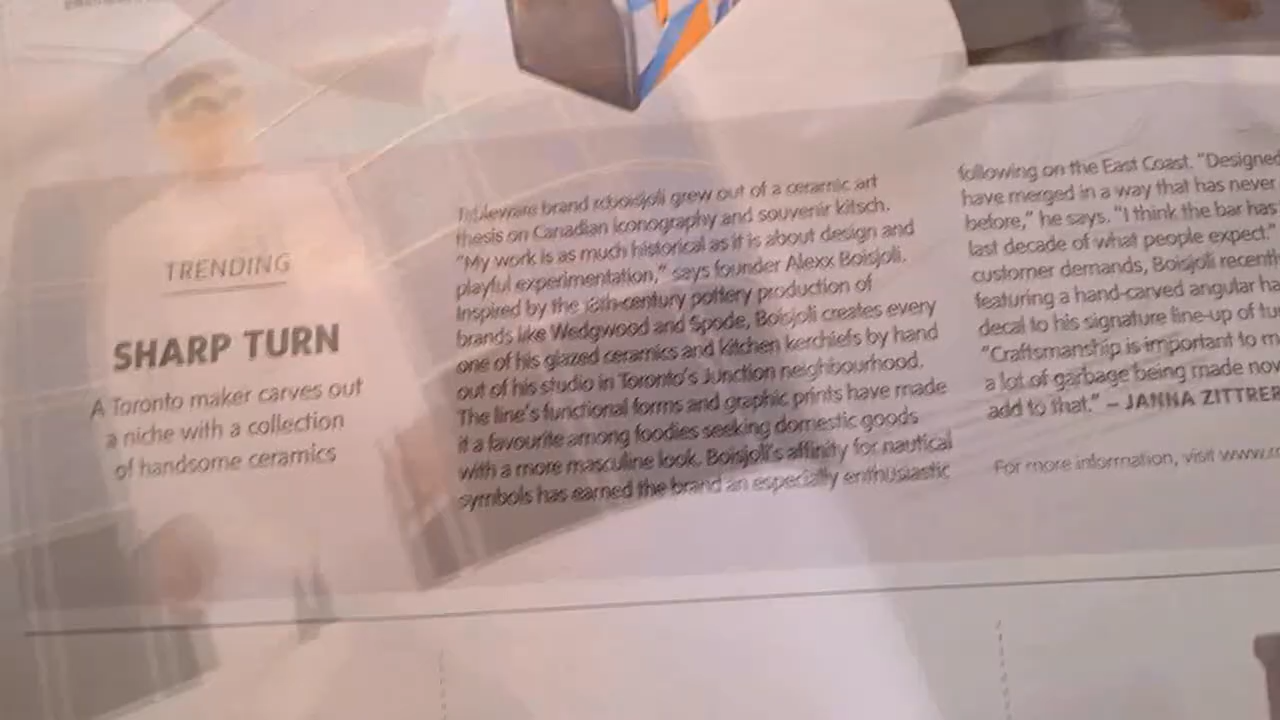 TRENDING
SHARP TURN
A Toronto maker carves out
a niche with a collection
of handsome ceramics
Tableware brand xboisjoli grew out of a ceramic art
thesis on Canadian iconography and souvenir kitsch.
"My work is as much historical as it is about design and
playful experimentation," says founder Alexx Boisjoli.
Inspired by the 18th-century pottery production of
brands like Wedgwood and Spode, Boisjoli creates every
one of his glazed ceramics and kitchen kerchiefs by hand
out of his studio in Toronto's Junction neighbourhood.
The line's functional forms and graphic prints have made
it a favourite among foodies seeking domestic goods
with a more masculine look. Boisjoli's affinity for nautical
symbols has earned the brand an especially enthusiastic
following on the East Coast. "Designed
have merged in a way that has never
before," he says. "I think the bar has
last decade of what people expect."
customer demands, Boisjoli recently
featuring a hand-carved angular
decal to his signature line-up of
"Craftsmanship is important to
a lot of garbage being made now
add to that." – JANNA ZITTRER
For more information, visit www.